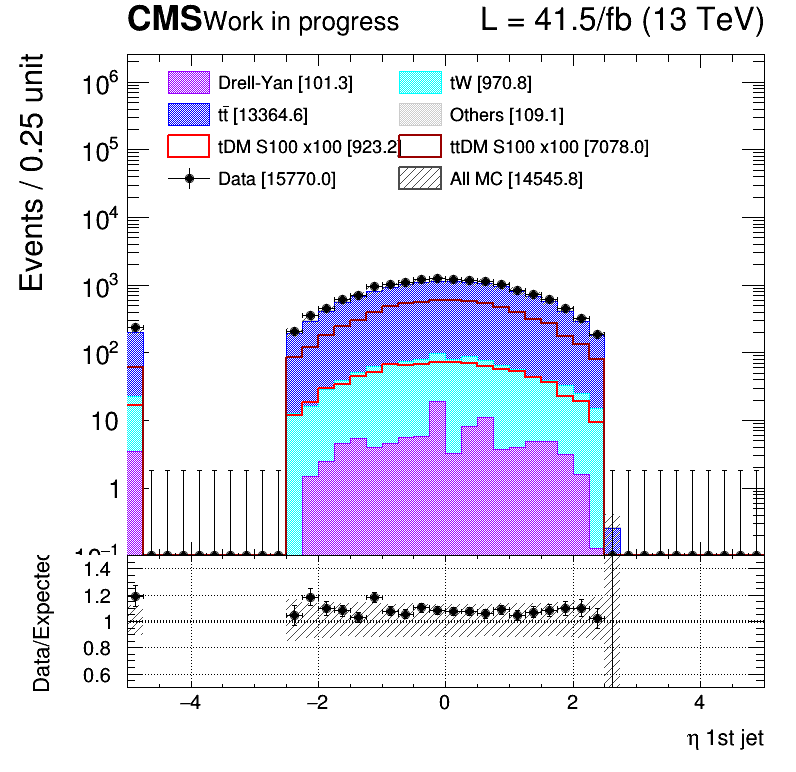 CMS Work in progress L = 41.5/fb (13 TeV)
Events / 0.25 unit
Drell-Yan [101.3] tW [970.8]
tt̄ [13364.6] Others [109.1]
tDM S100 x100 [923.2] ttDM S100 x100 [7078.0]
Data [15770.0] All MC [14545.8]
10⁶
10⁵
10⁴
10³
10²
10
1
10⁻¹
Data/Expected
1.4
1.2
1
0.8
0.6
−4 −2 0 2 4
η 1st jet